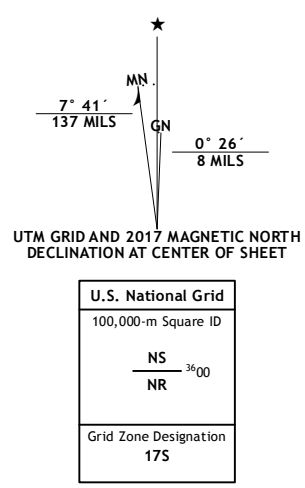 ★
MN
7° 41´
137 MILS
GN
0° 26´
8 MILS
UTM GRID AND 2017 MAGNETIC NORTH
DECLINATION AT CENTER OF SHEET
U.S. National Grid
100,000-m Square ID
NS
3600
NR
Grid Zone Designation
17S